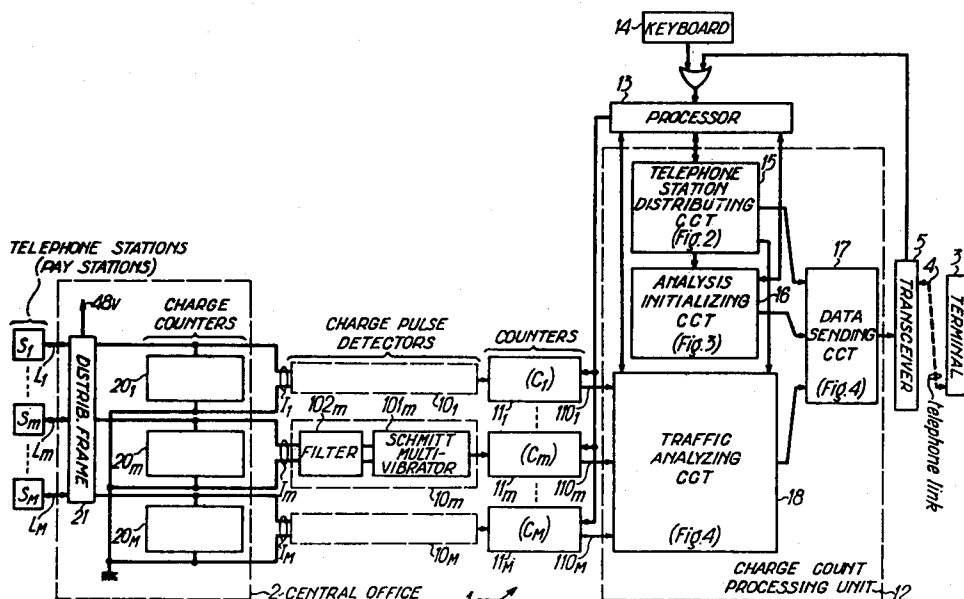 14
KEYBOARD
13
PROCESSOR
15
TELEPHONE
STATION
DISTRIBUTING
CCT
(Fig.2)
ANALYSIS
INITIALIZING
CCT
(Fig.3)
16
17
DATA
SENDING
CCT
(Fig.4)
5
TRANSCEIVER
4
3
TERMINAL
telephone link
TELEPHONE STATIONS
(PAY STATIONS)
48V
CHARGE
COUNTERS
CHARGE PULSE
DETECTORS
COUNTERS
S1
L1
DISTRIB. FRAME
201
I1
101
(C1)
111
1101
102m
101m
Sm
Lm
20m
Im
FILTER
SCHMITT
MULTI-
VIBRATOR
10m
(Cm)
11m
110m
TRAFFIC
ANALYZING
CCT
(Fig.4)
18
SM
LM
21
20M
IM
10M
(CM)
11M
110M
2 CENTRAL OFFICE
1
CHARGE COUNT
PROCESSING UNIT
12